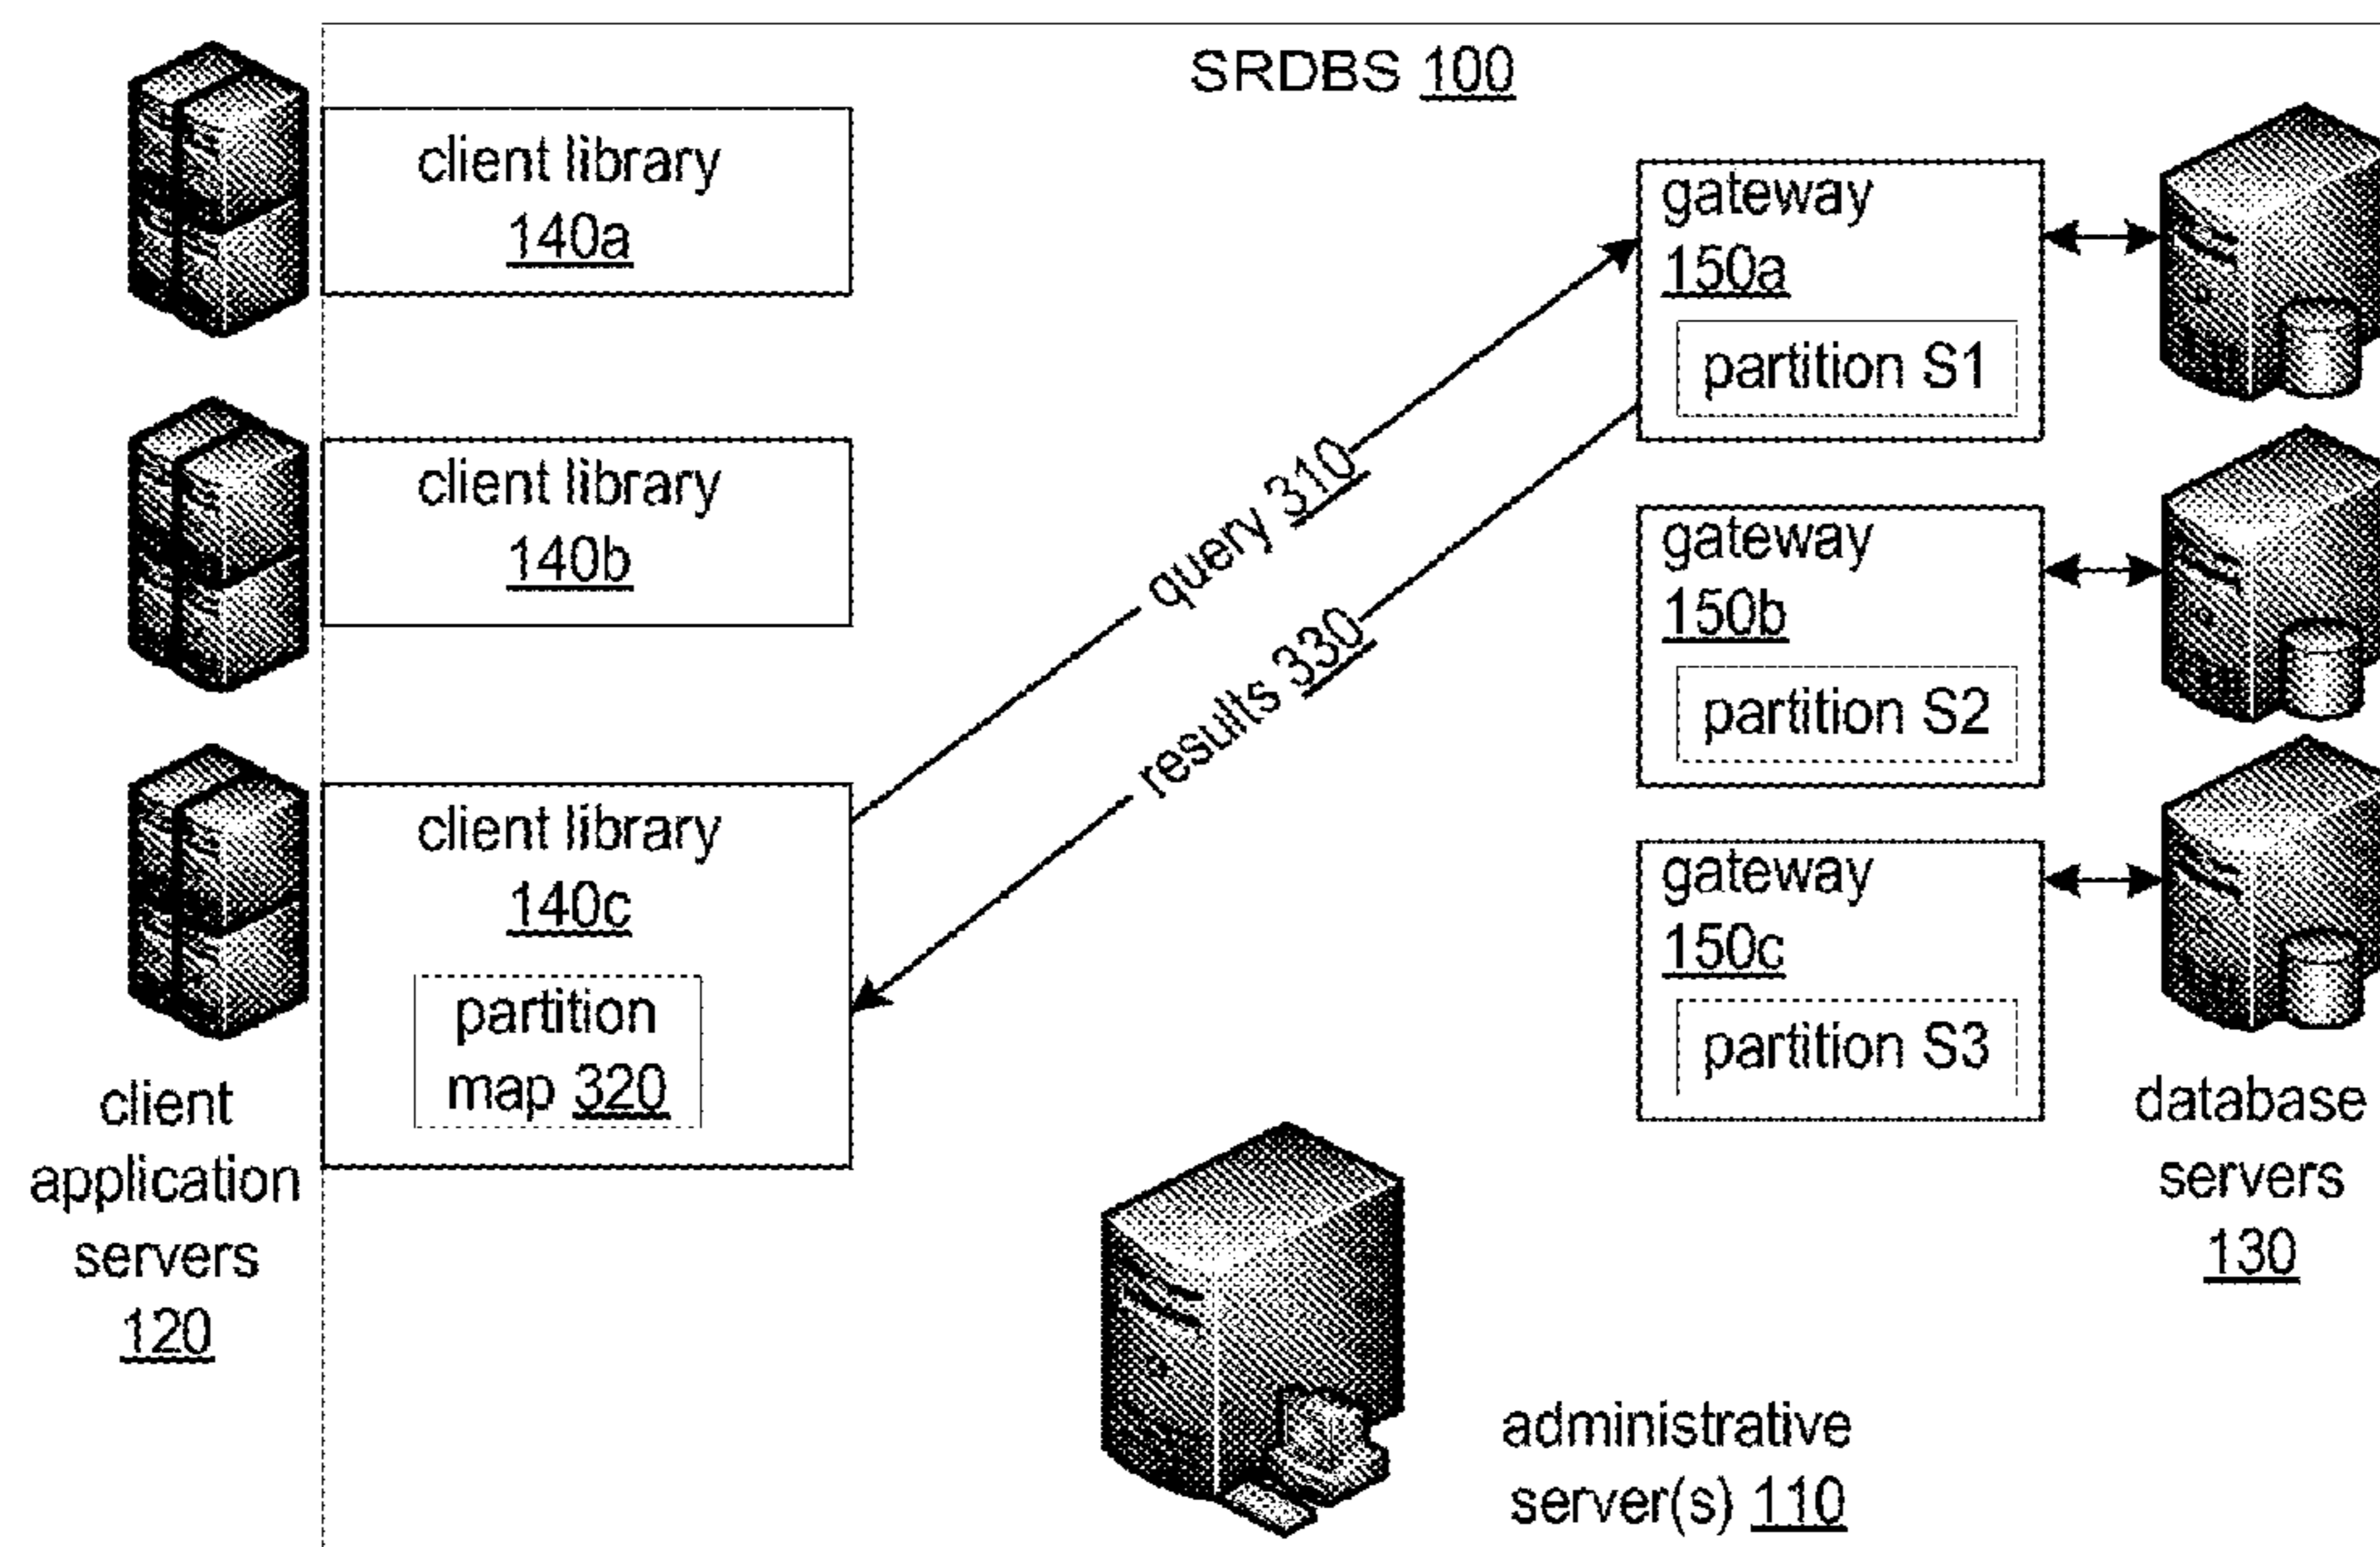 SRDBS 100
client library
140a
client library
140b
client library
140c
partition
map 320
client
application
servers
120
query 310
results 330
gateway
150a
partition S1
gateway
150b
partition S2
gateway
150c
partition S3
database
servers
130
administrative
server(s) 110